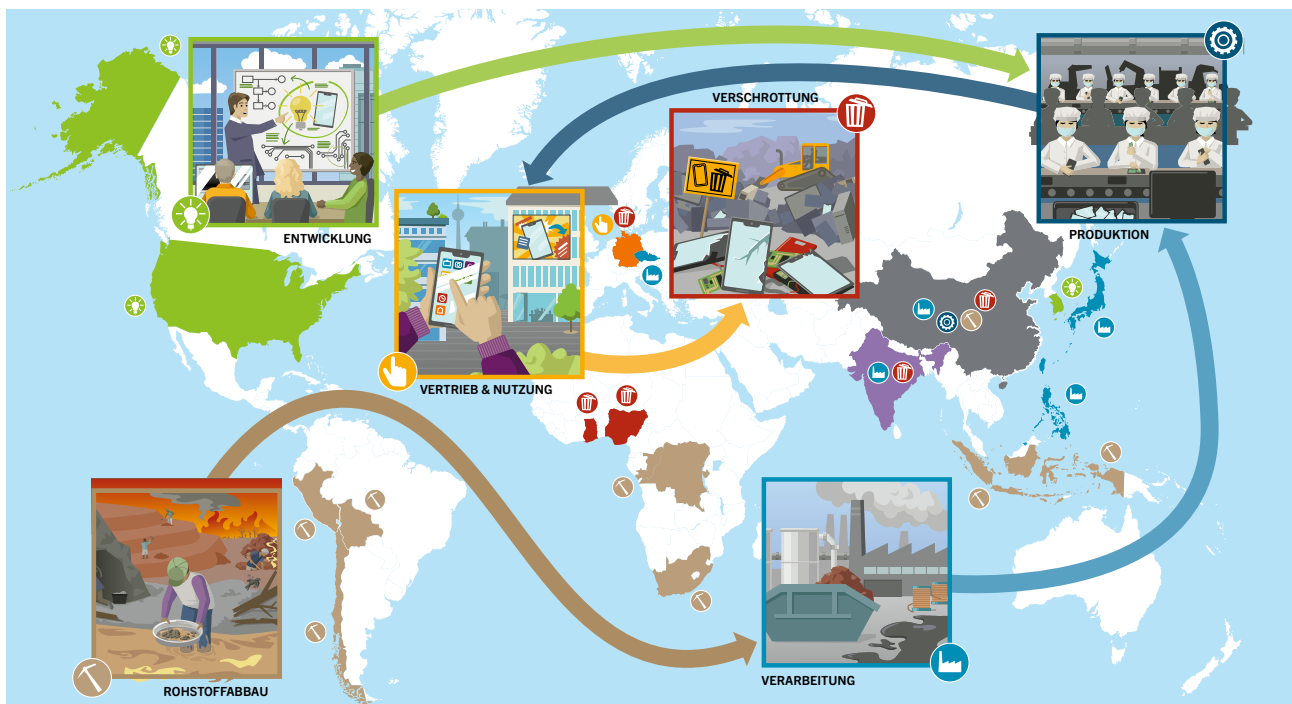 VERSCHROTTUNG
ENTWICKLUNG
PRODUKTION
VERTRIEB & NUTZUNG
ROHSTOFFABBAU
VERARBEITUNG